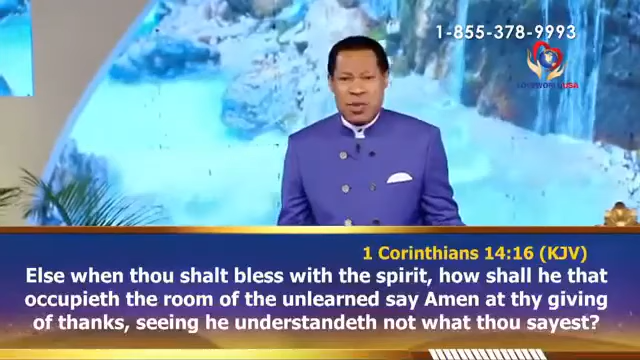 1-855-378-9993
LOVEWORLD USA
1 Corinthians 14:16 (KJV)
Else when thou shalt bless with the spirit, how shall he that
occupieth the room of the unlearned say Amen at thy giving
of thanks, seeing he understandeth not what thou sayest?